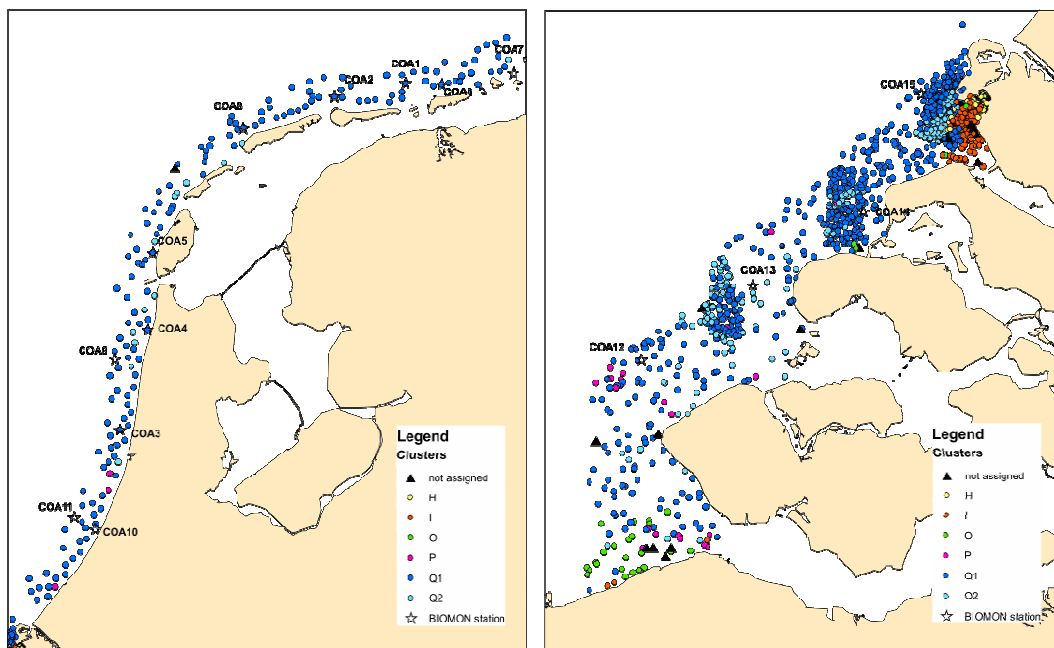 COA7
COA1
COA2
COA8
COA5
COA4
COA9
COA3
COA11
COA10
Legend
Clusters
not assigned
H
I
O
P
Q1
Q2
BIOMON station
COA15
COA14
COA13
COA12
Legend
Clusters
not assigned
H
I
O
P
Q1
Q2
BIOMON station